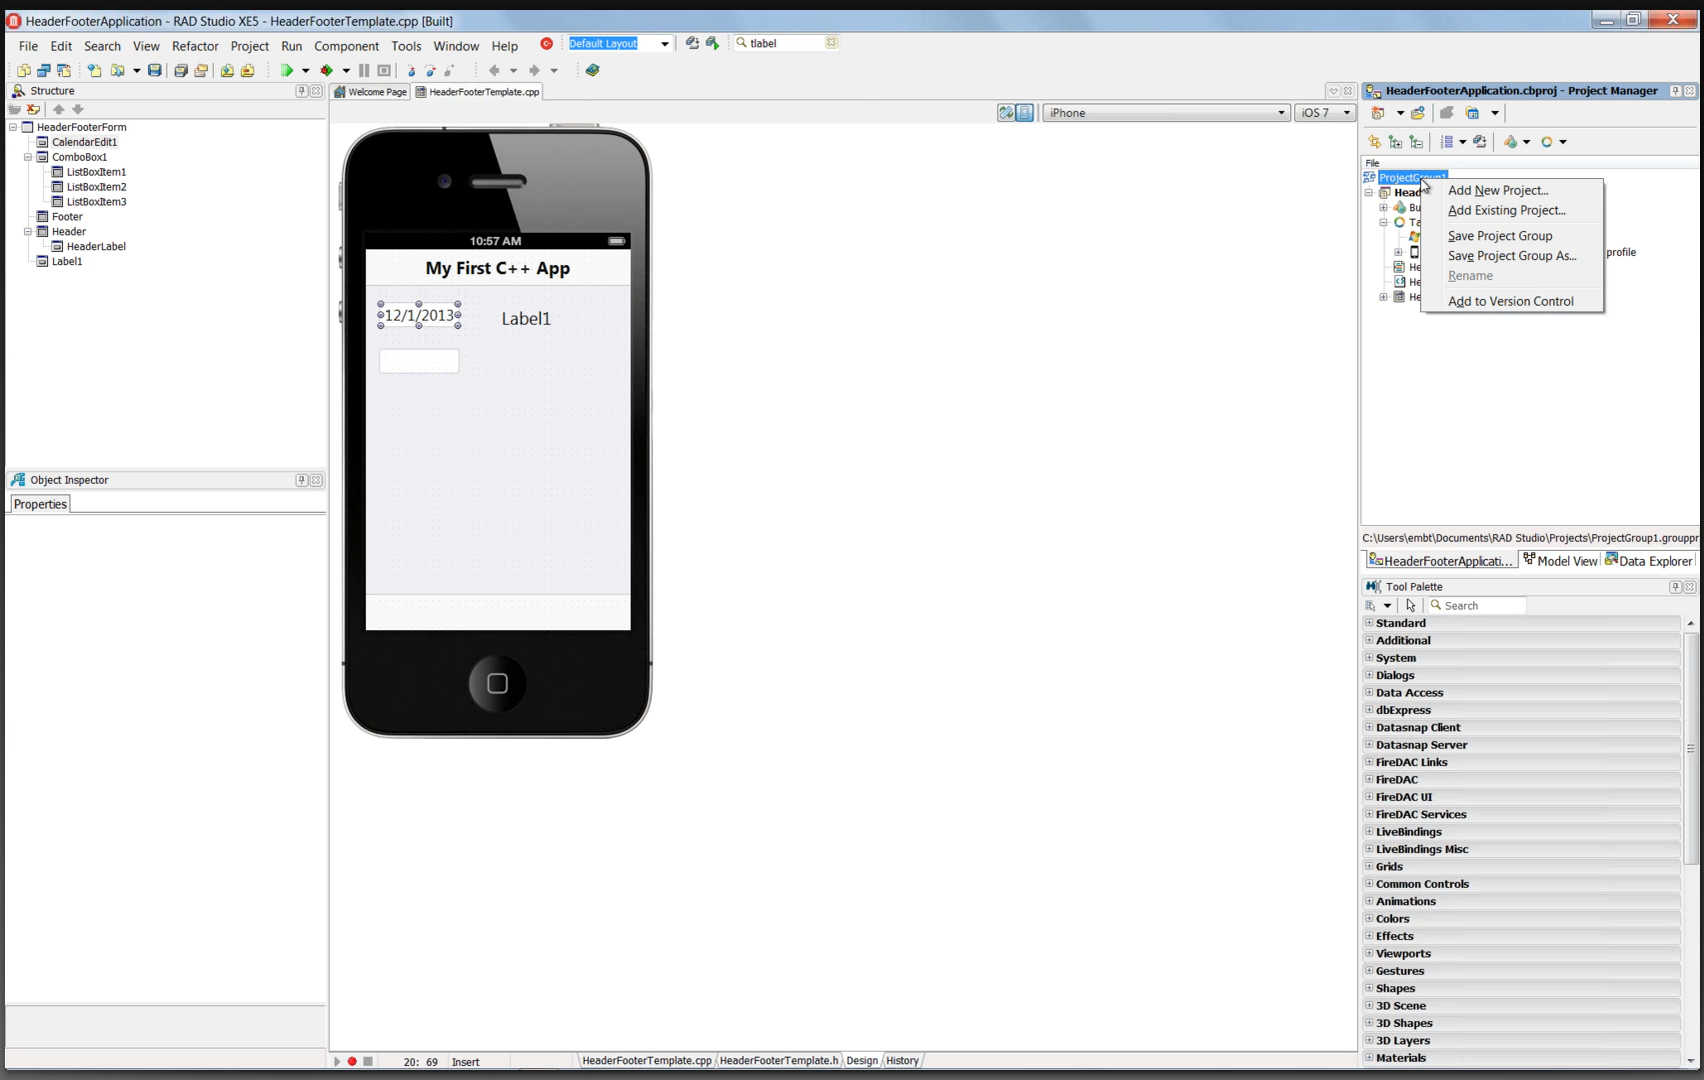 HeaderFooterApplication - RAD Studio XE5 - HeaderFooterTemplate.cpp [Built]
File Edit Search View Refactor Project Run Component Tools Window Help Default Layout tlabel
Structure
HeaderFooterForm
CalendarEdit1
ComboBox1
ListBoxItem1
ListBoxItem2
ListBoxItem3
Footer
Header
HeaderLabel
Label1
Object Inspector
Properties
Welcome Page HeaderFooterTemplate.cpp
iPhone iOS 7
10:57 AM
My First C++ App
12/1/2013 Label1
20: 69 Insert HeaderFooterTemplate.cpp HeaderFooterTemplate.h Design History
HeaderFooterApplication.cbproj - Project Manager
File
ProjectGroup1
Add New Project...
Add Existing Project...
Save Project Group
Save Project Group As...
profile
Rename
Add to Version Control
C:\Users\embt\Documents\RAD Studio\Projects\ProjectGroup1.grouppr
HeaderFooterApplicati... Model View Data Explorer
Tool Palette
Search
Standard
Additional
System
Dialogs
Data Access
dbExpress
Datasnap Client
Datasnap Server
FireDAC Links
FireDAC
FireDAC UI
FireDAC Services
LiveBindings
LiveBindings Misc
Grids
Common Controls
Animations
Colors
Effects
Viewports
Gestures
Shapes
3D Scene
3D Shapes
3D Layers
Materials